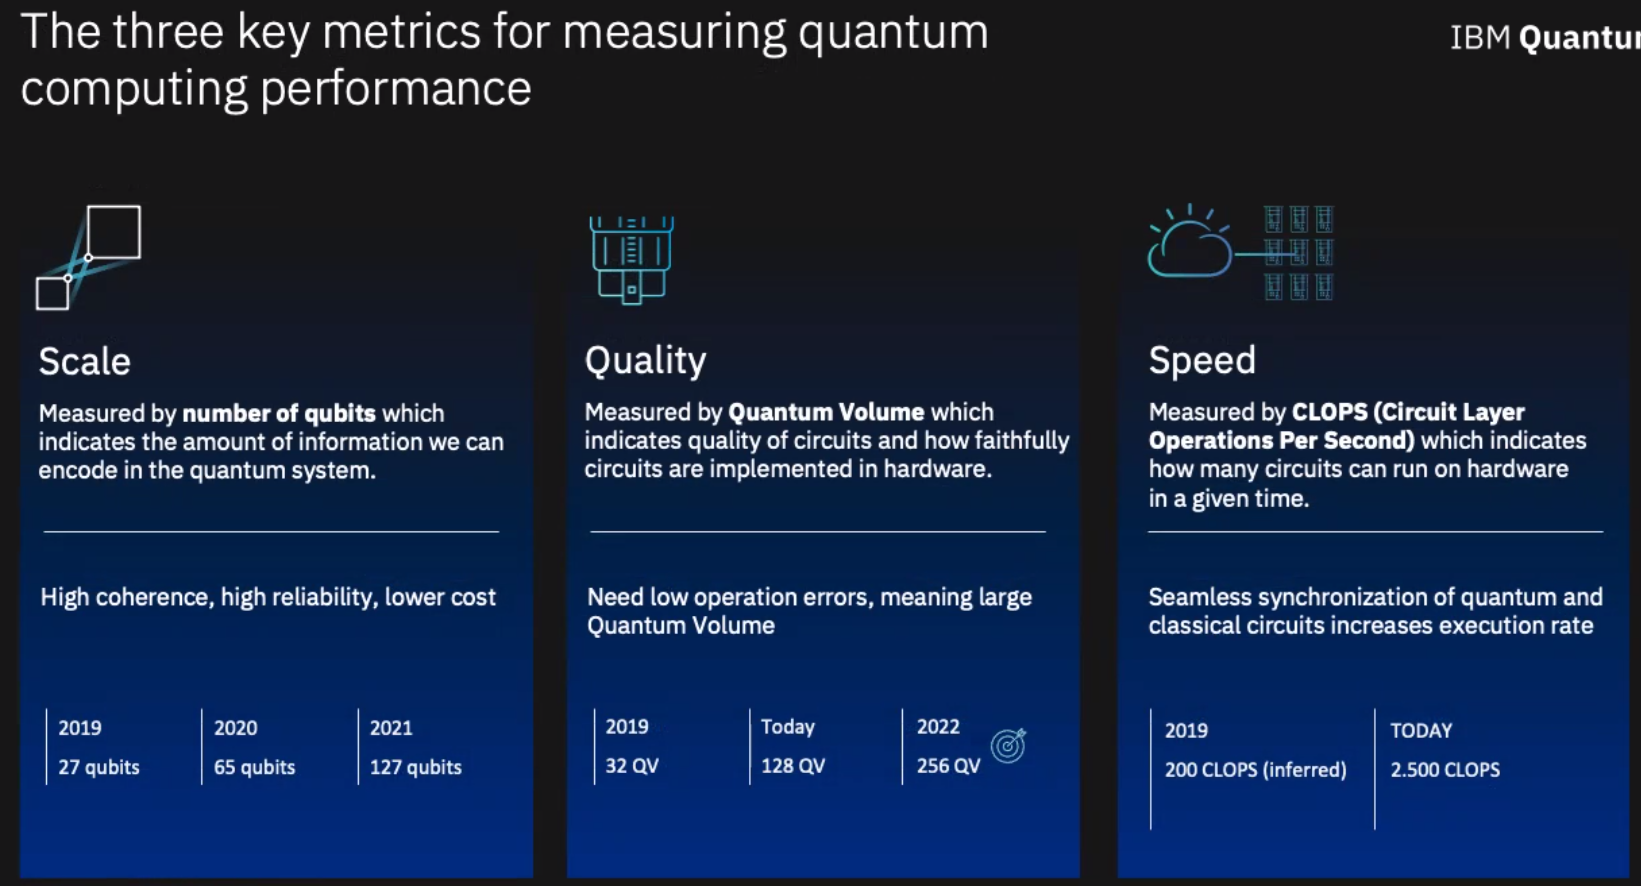 The three key metrics for measuring quantum
computing performance
IBM Quantum
Scale
Measured by number of qubits which
indicates the amount of information we can
encode in the quantum system.
High coherence, high reliability, lower cost
2019
27 qubits
2020
65 qubits
2021
127 qubits
Quality
Measured by Quantum Volume which
indicates quality of circuits and how faithfully
circuits are implemented in hardware.
Need low operation errors, meaning large
Quantum Volume
2019
32 QV
Today
128 QV
2022
256 QV
Speed
Measured by CLOPS (Circuit Layer
Operations Per Second) which indicates
how many circuits can run on hardware
in a given time.
Seamless synchronization of quantum and
classical circuits increases execution rate
2019
200 CLOPS (inferred)
TODAY
2.500 CLOPS